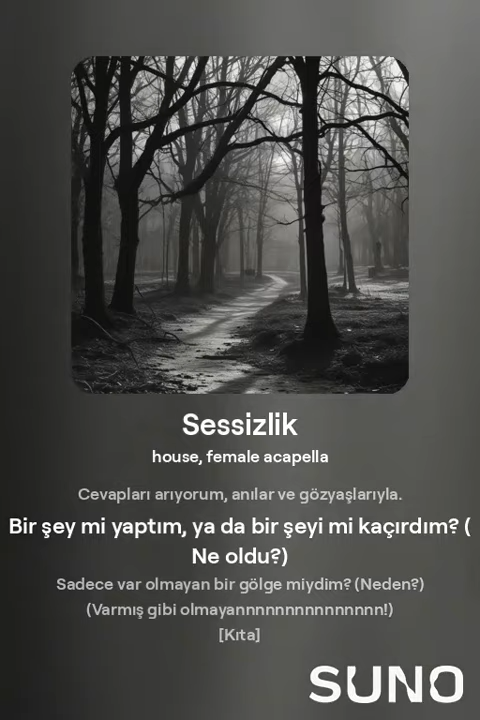 Sessizlik
house, female acapella
Cevapları arıyorum, anılar ve gözyaşlarıyla.
Bir şey mi yaptım, ya da bir şeyi mi kaçırdım? (
Ne oldu?)
Sadece var olmayan bir gölge miydim? (Neden?)
(Varmış gibi olmayannnnnnnnnnnnnnn!)
[Kıta]
SUNO